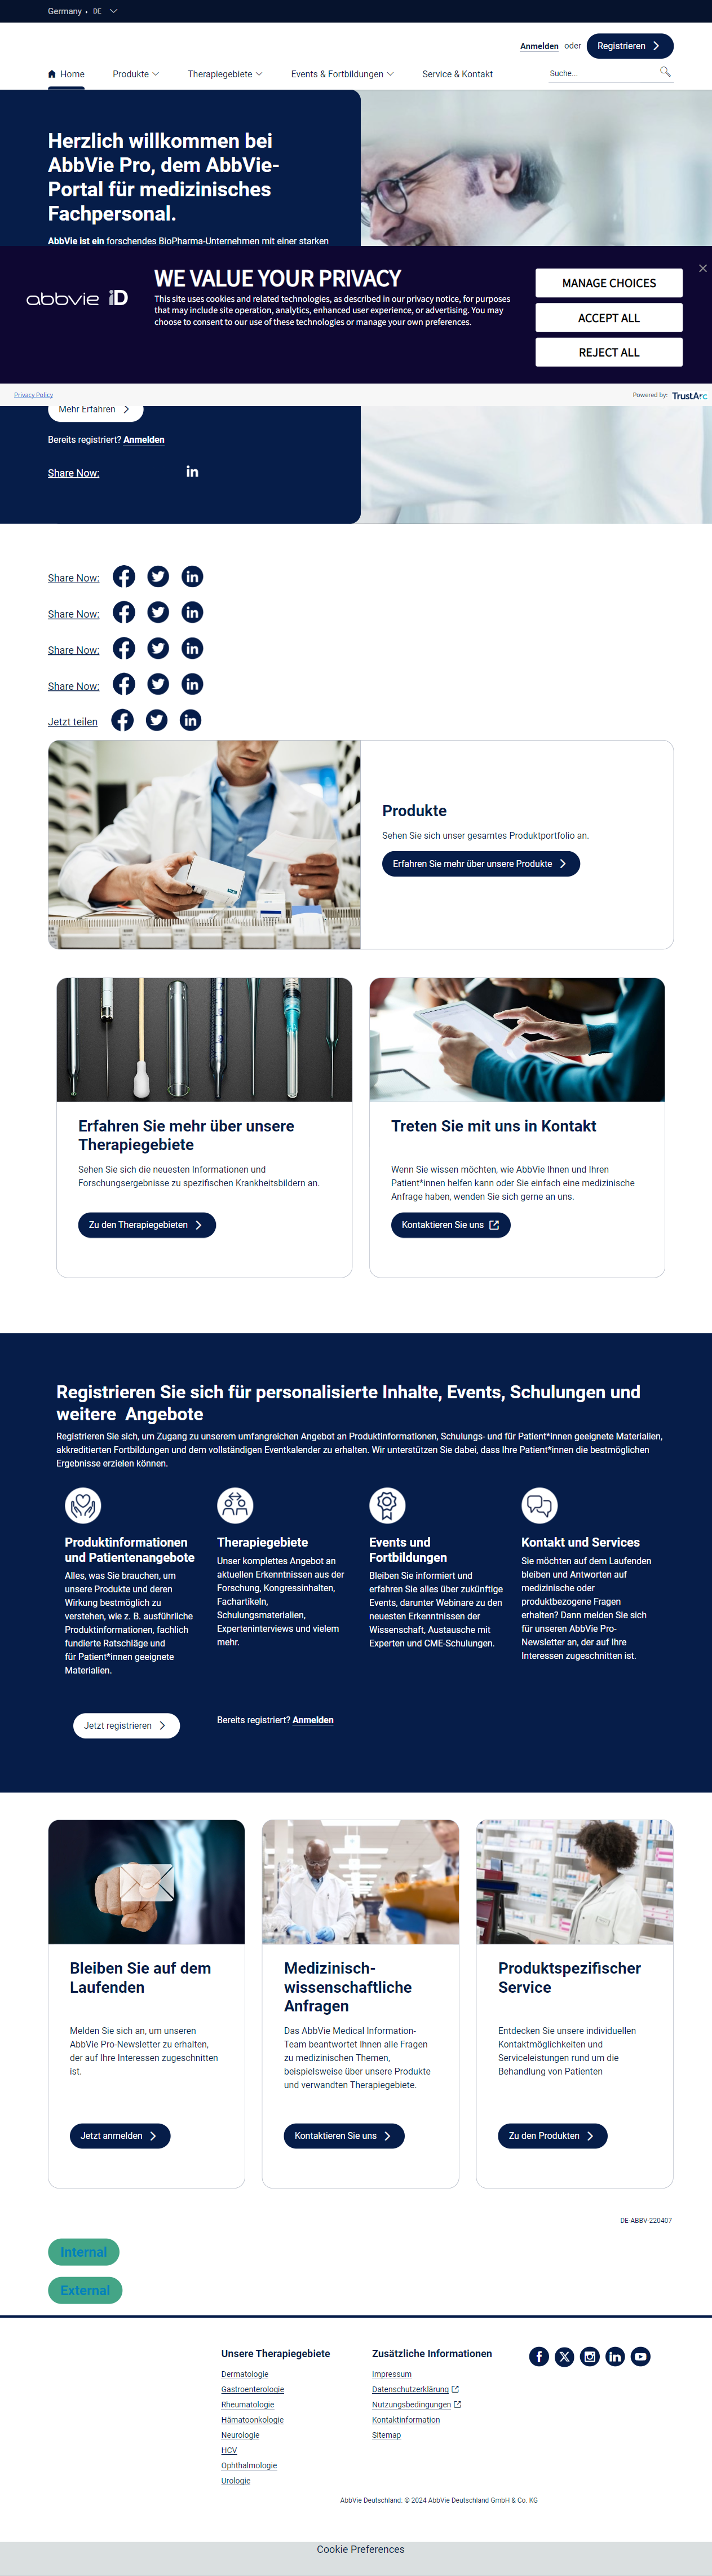 Germany • DE
Anmelden oder Registrieren
Home Produkte Therapiegebiete Events & Fortbildungen Service & Kontakt Suche...
Herzlich willkommen bei
AbbVie Pro, dem AbbVie-
Portal für medizinisches
Fachpersonal.
AbbVie ist ein forschendes BioPharma-Unternehmen mit einer starken
abbvie iD
WE VALUE YOUR PRIVACY
This site uses cookies and related technologies, as described in our privacy notice, for purposes
that may include site operation, analytics, enhanced user experience, or advertising. You may
choose to consent to our use of these technologies or manage your own preferences.
MANAGE CHOICES
ACCEPT ALL
REJECT ALL
Privacy Policy
Powered by: TrustArc
Mehr Erfahren
Bereits registriert? Anmelden
Share Now:
Share Now:
Share Now:
Share Now:
Share Now:
Jetzt teilen
Produkte
Sehen Sie sich unser gesamtes Produktportfolio an.
Erfahren Sie mehr über unsere Produkte
Erfahren Sie mehr über unsere
Therapiegebiete
Sehen Sie sich die neuesten Informationen und
Forschungsergebnisse zu spezifischen Krankheitsbildern an.
Zu den Therapiegebieten
Treten Sie mit uns in Kontakt
Wenn Sie wissen möchten, wie AbbVie Ihnen und Ihren
Patient*innen helfen kann oder Sie einfach eine medizinische
Anfrage haben, wenden Sie sich gerne an uns.
Kontaktieren Sie uns
Registrieren Sie sich für personalisierte Inhalte, Events, Schulungen und
weitere Angebote
Registrieren Sie sich, um Zugang zu unserem umfangreichen Angebot an Produktinformationen, Schulungs- und für Patient*innen geeignete Materialien,
akkreditierten Fortbildungen und dem vollständigen Eventkalender zu erhalten. Wir unterstützen Sie dabei, dass Ihre Patient*innen die bestmöglichen
Ergebnisse erzielen können.
Produktinformationen
und Patientenangebote
Alles, was Sie brauchen, um
unsere Produkte und deren
Wirkung bestmöglich zu
verstehen, wie z. B. ausführliche
Produktinformationen, fachlich
fundierte Ratschläge und
für Patient*innen geeignete
Materialien.
Therapiegebiete
Unser komplettes Angebot an
aktuellen Erkenntnissen aus der
Forschung, Kongressinhalten,
Fachartikeln,
Schulungsmaterialien,
Experteninterviews und vielem
mehr.
Events und
Fortbildungen
Bleiben Sie informiert und
erfahren Sie alles über zukünftige
Events, darunter Webinare zu den
neuesten Erkenntnissen der
Wissenschaft, Austausche mit
Experten und CME-Schulungen.
Kontakt und Services
Sie möchten auf dem Laufenden
bleiben und Antworten auf
medizinische oder
produktbezogene Fragen
erhalten? Dann melden Sie sich
für unseren AbbVie Pro-
Newsletter an, der auf Ihre
Interessen zugeschnitten ist.
Jetzt registrieren
Bereits registriert? Anmelden
Bleiben Sie auf dem
Laufenden
Melden Sie sich an, um unseren
AbbVie Pro-Newsletter zu erhalten,
der auf Ihre Interessen zugeschnitten
ist.
Jetzt anmelden
Medizinisch-
wissenschaftliche
Anfragen
Das AbbVie Medical Information-
Team beantwortet Ihnen alle Fragen
zu medizinischen Themen,
beispielsweise über unsere Produkte
und verwandten Therapiegebiete.
Kontaktieren Sie uns
Produktspezifischer
Service
Entdecken Sie unsere individuellen
Kontaktmöglichkeiten und
Serviceleistungen rund um die
Behandlung von Patienten
Zu den Produkten
DE-ABBV-220407
Internal
External
Unsere Therapiegebiete
Dermatologie
Gastroenterologie
Rheumatologie
Hämatoonkologie
Neurologie
HCV
Ophthalmologie
Urologie
Zusätzliche Informationen
Impressum
Datenschutzerklärung
Nutzungsbedingungen
Kontaktinformation
Sitemap
AbbVie Deutschland: © 2024 AbbVie Deutschland GmbH & Co. KG
Cookie Preferences